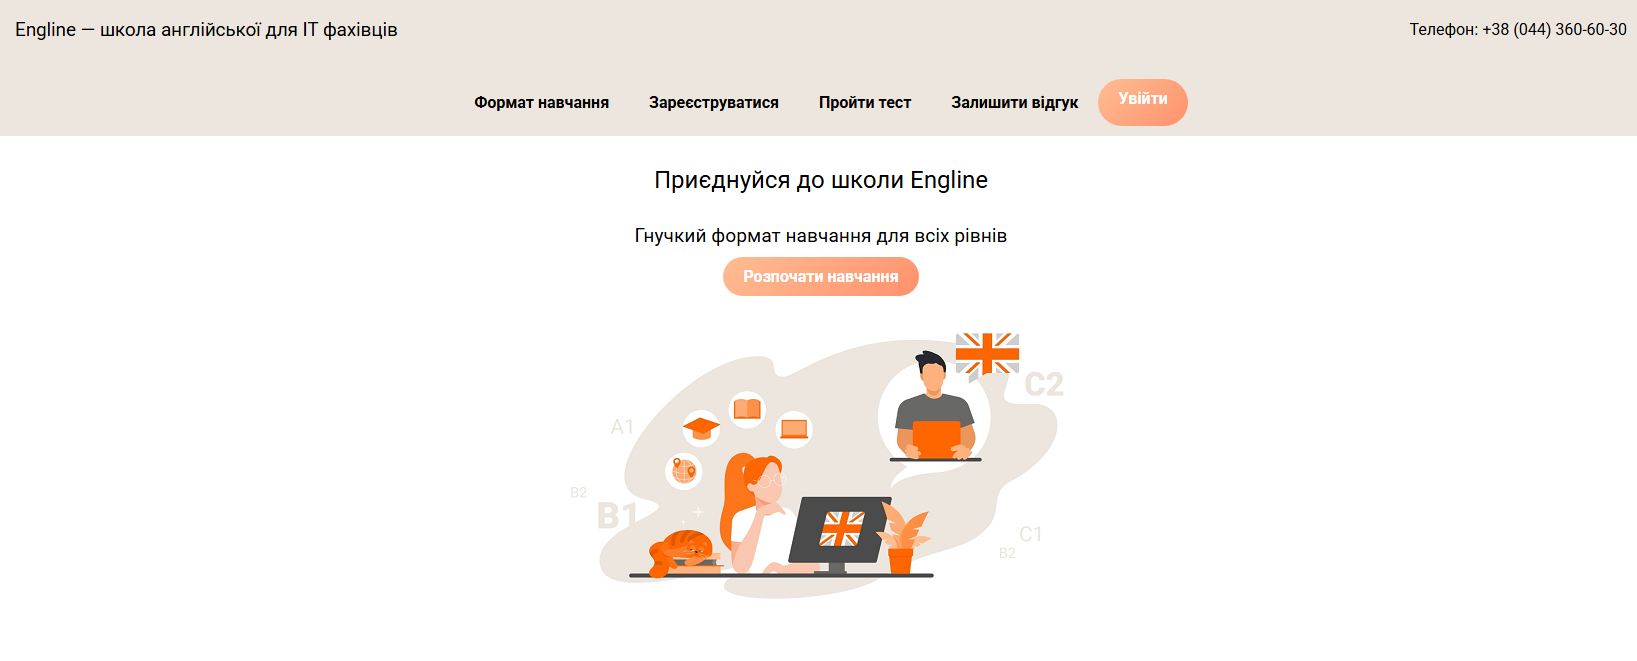 Engline — школа англійської для IT фахівців
Телефон: +38 (044) 360-60-30
Формат навчання
Зареєструватися
Пройти тест
Залишити відгук
Увійти
Приєднуйся до школи Engline
Гнучкий формат навчання для всіх рівнів
Розпочати навчання
C2
A1
B2
B1
C1
B2